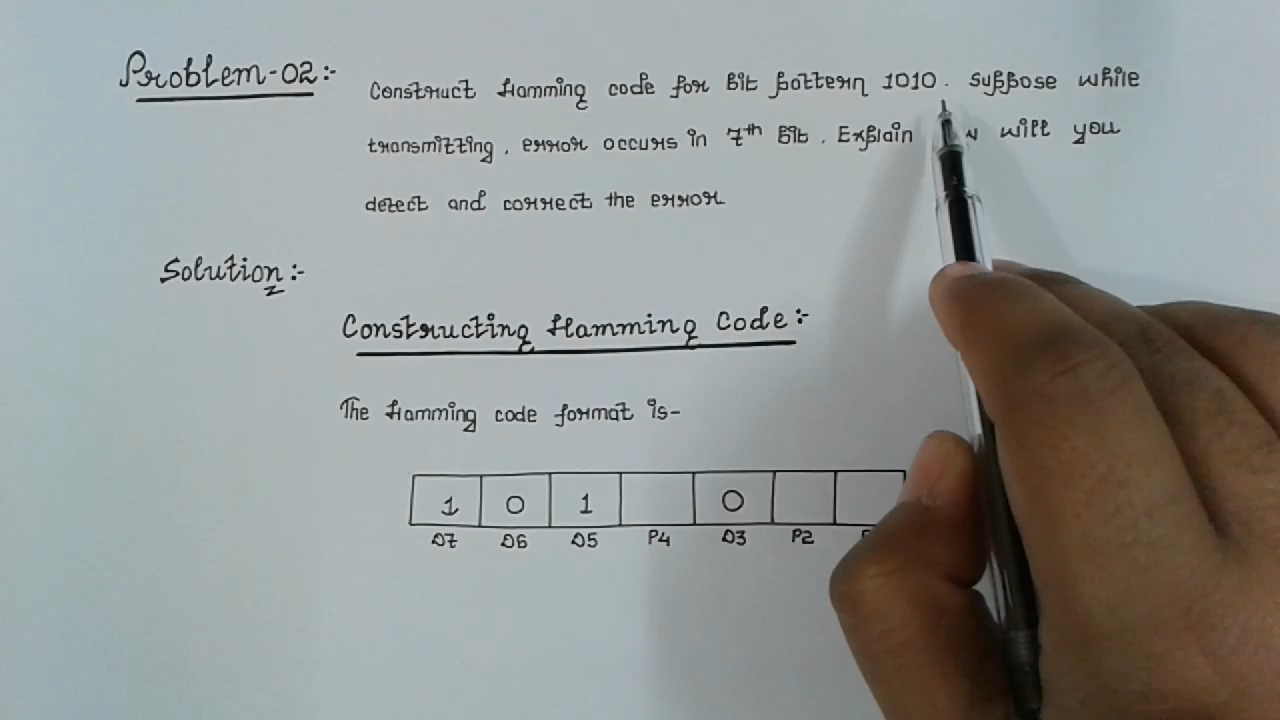 Problem-02:-
Construct Hamming code for Bit pattern 1010. Suppose while
transmitting, error occurs in 7th Bit. Explain will you
detect and correct the error.
Solution:-
Constructing Hamming Code:-
The Hamming code format is-
1 0 1 0
D7 D6 D5 P4 D3 P2